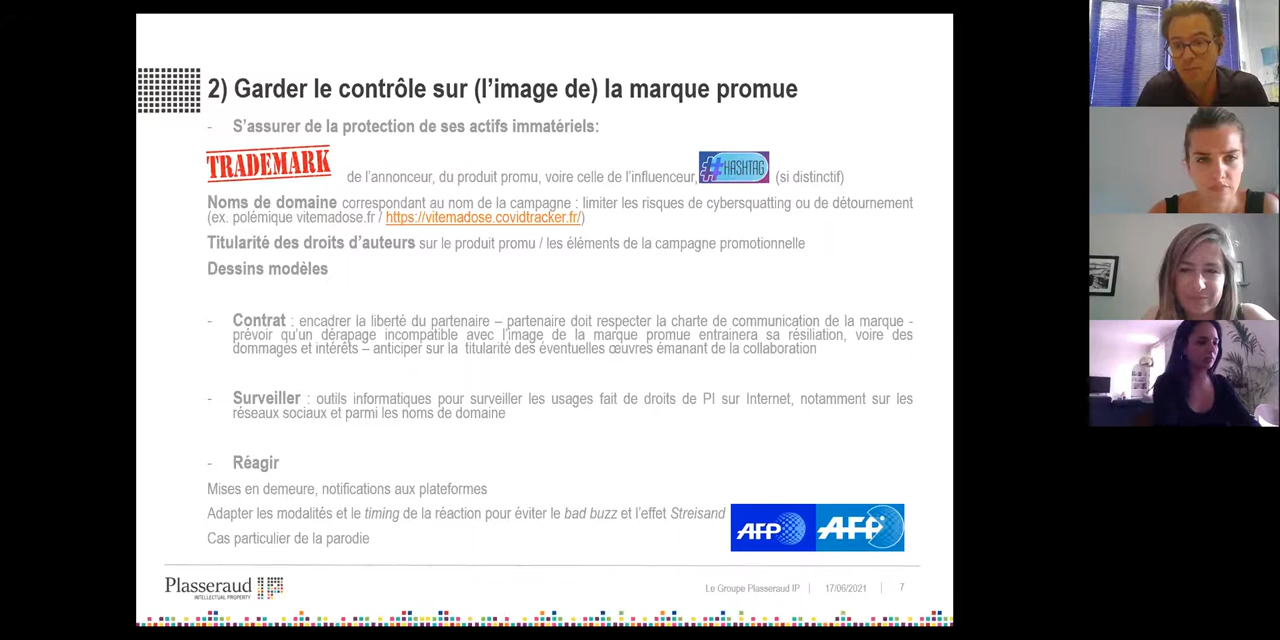 2) Garder le contrôle sur (l’image de) la marque promue
- S’assurer de la protection de ses actifs immatériels:
TRADEMARK de l’annonceur, du produit promu, voire celle de l’influenceur, #HASHTAG (si distinctif)
Noms de domaine correspondant au nom de la campagne : limiter les risques de cybersquatting ou de détournement
(ex. polémique vitemadose.fr / https://vitemadose.covidtracker.fr/)
Titularité des droits d’auteurs sur le produit promu / les éléments de la campagne promotionnelle
Dessins modèles
- Contrat : encadrer la liberté du partenaire – partenaire doit respecter la charte de communication de la marque -
prévoir qu’un dérapage incompatible avec l’image de la marque promue entrainera sa résiliation, voire des
dommages et intérêts – anticiper sur la titularité des éventuelles œuvres émanant de la collaboration
- Surveiller : outils informatiques pour surveiller les usages fait de droits de PI sur Internet, notamment sur les
réseaux sociaux et parmi les noms de domaine
- Réagir
Mises en demeure, notifications aux plateformes
Adapter les modalités et le timing de la réaction pour éviter le bad buzz et l’effet Streisand
AFP AFP
Cas particulier de la parodie
Plasseraud IP
INTELLECTUAL PROPERTY
Le Groupe Plasseraud IP | 17/06/2021 | 7